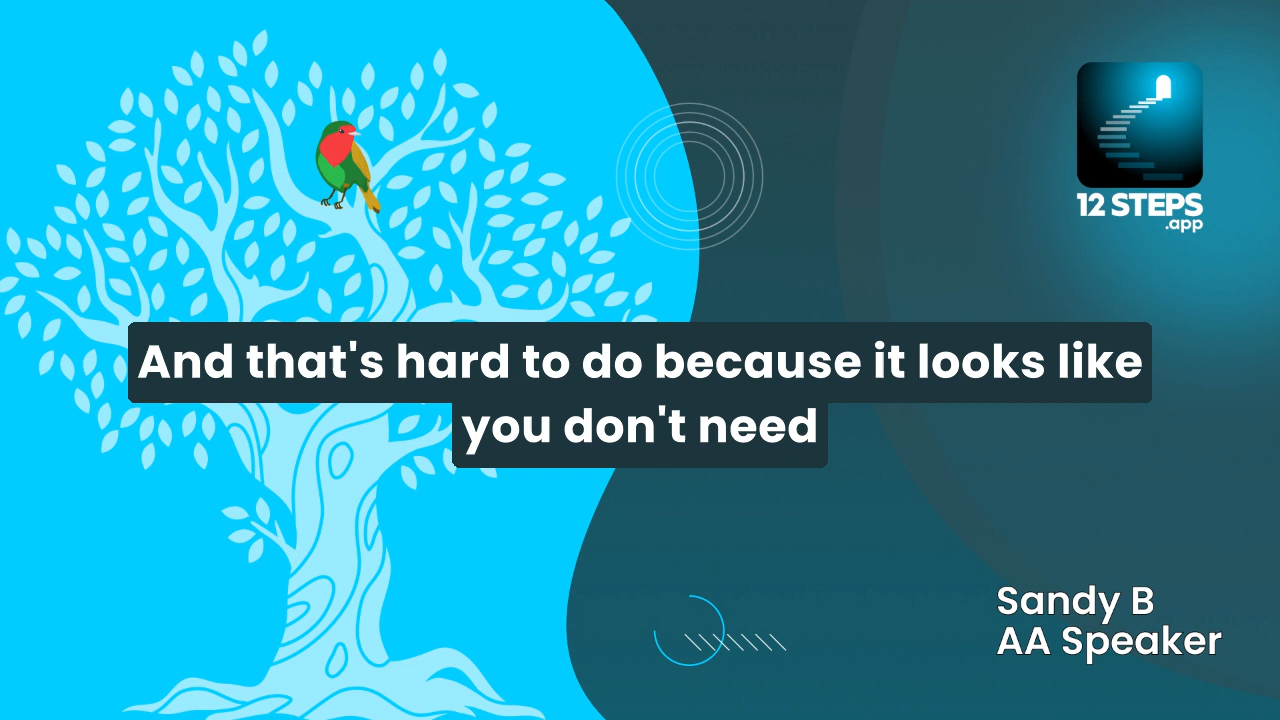 12 STEPS
.app
And that's hard to do because it looks like
you don't need
Sandy B
AA Speaker